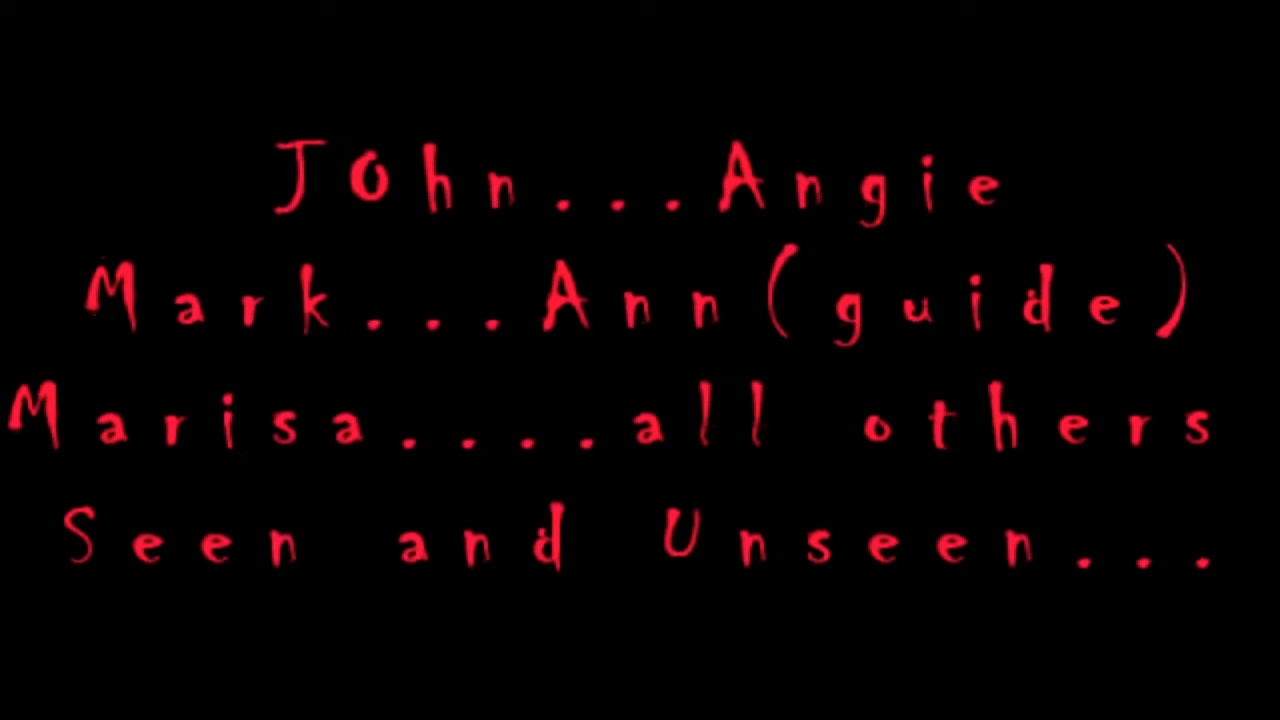 JOhn...Angie
Mark...Ann(guide)
Marisa....all others
Seen and Unseen...